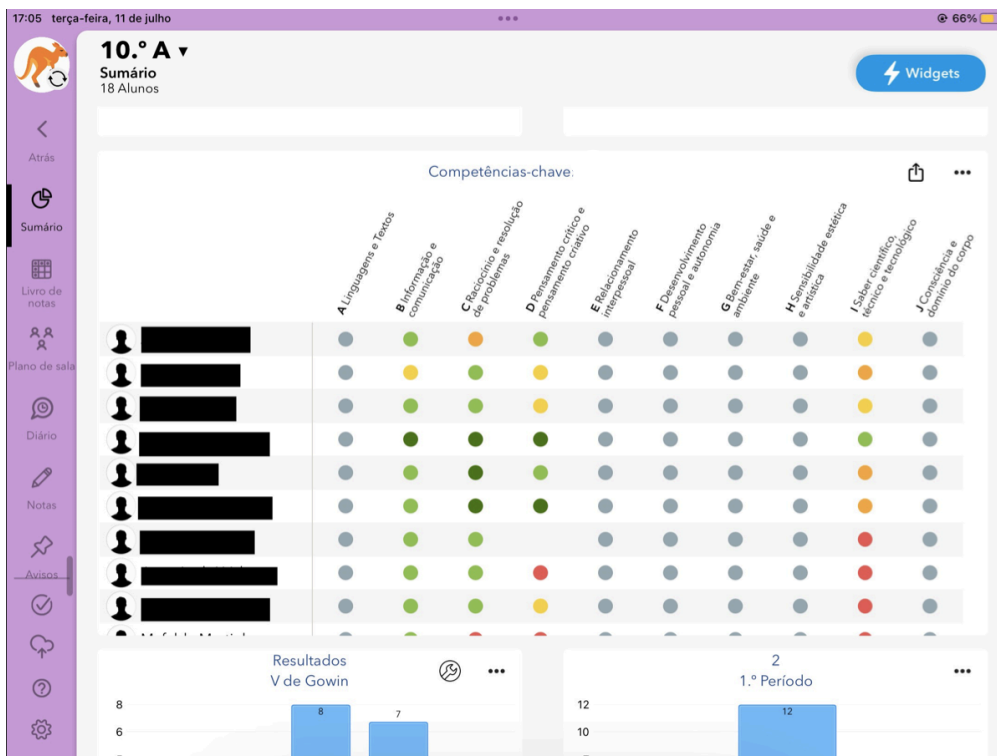 17:05 terça-feira, 11 de julho
66%
10.º A
Sumário
18 Alunos
Widgets
Atrás
Sumário
Livro de
notas
Plano de sala
Diário
Notas
Avisos
Competências-chave.
A Linguagens e Textos
B Informação e
comunicação
C Raciocínio e resolução
de problemas
D Pensamento crítico e
pensamento criativo
E Relacionamento
interpessoal
F Desenvolvimento
pessoal e autonomia
G Bem-estar, saúde e
ambiente
H Sensibilidade estética
e artística
I Saber científico,
técnico e tecnológico
J Consciência e
domínio do corpo
Resultados
V de Gowin
8
6
8
7
2
1.º Período
12
10
12